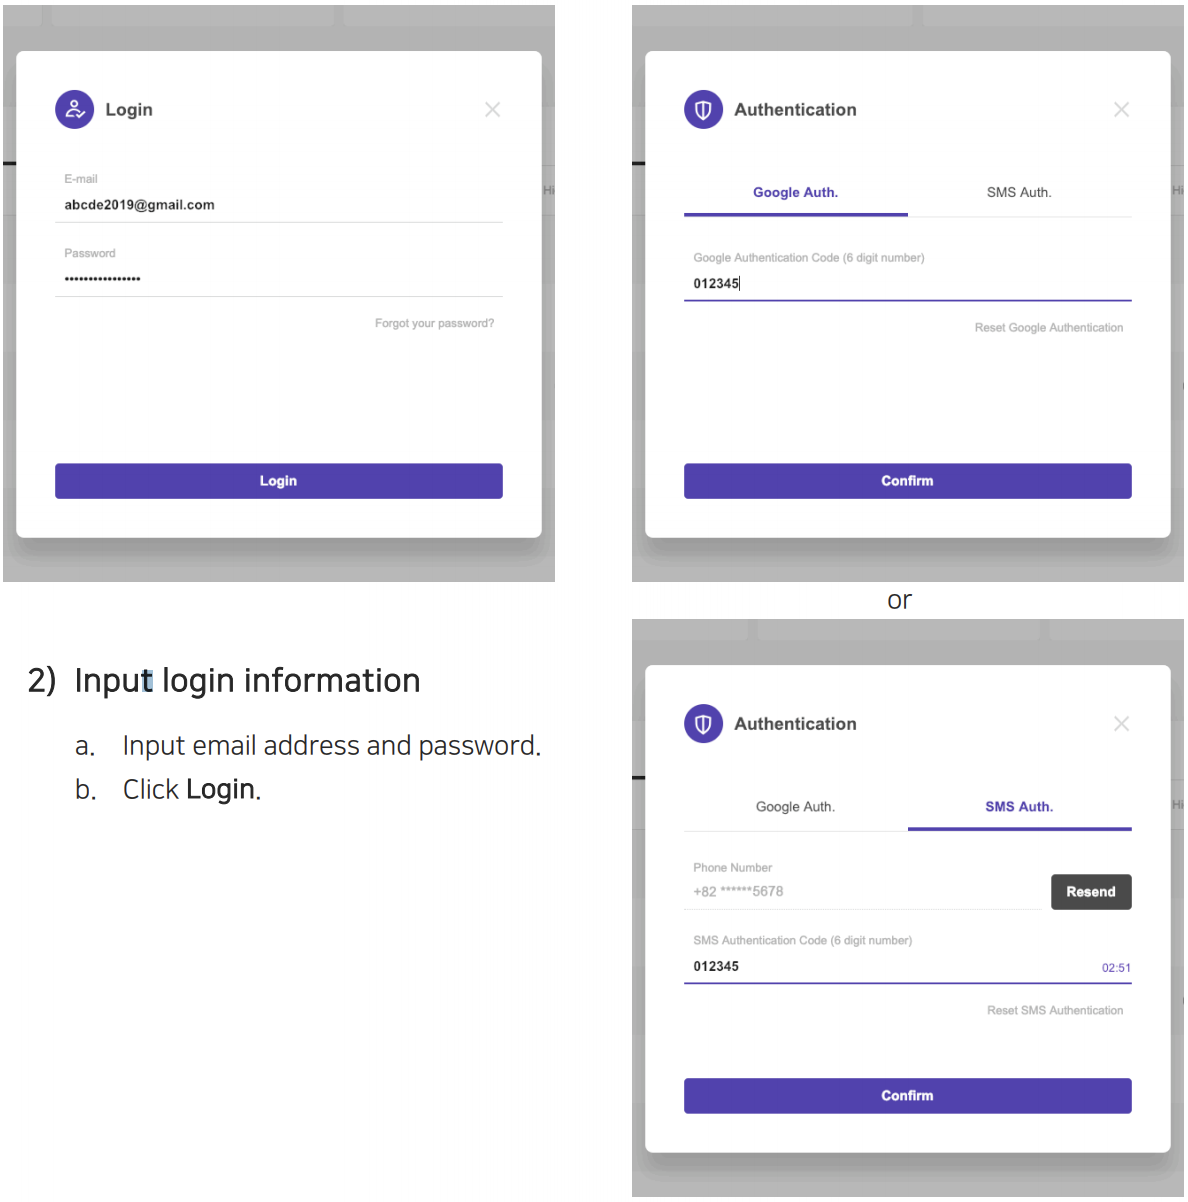 Login
E-mail
abcde2019@gmail.com
Password
••••••••••••••••
Forgot your password?
Login
2) Input login information
a. Input email address and password.
b. Click Login.
Authentication
Google Auth. SMS Auth.
Google Authentication Code (6 digit number)
012345
Reset Google Authentication
Confirm
or
Authentication
Google Auth. SMS Auth.
Phone Number
+82 ******5678
Resend
SMS Authentication Code (6 digit number)
012345 02:51
Reset SMS Authentication
Confirm